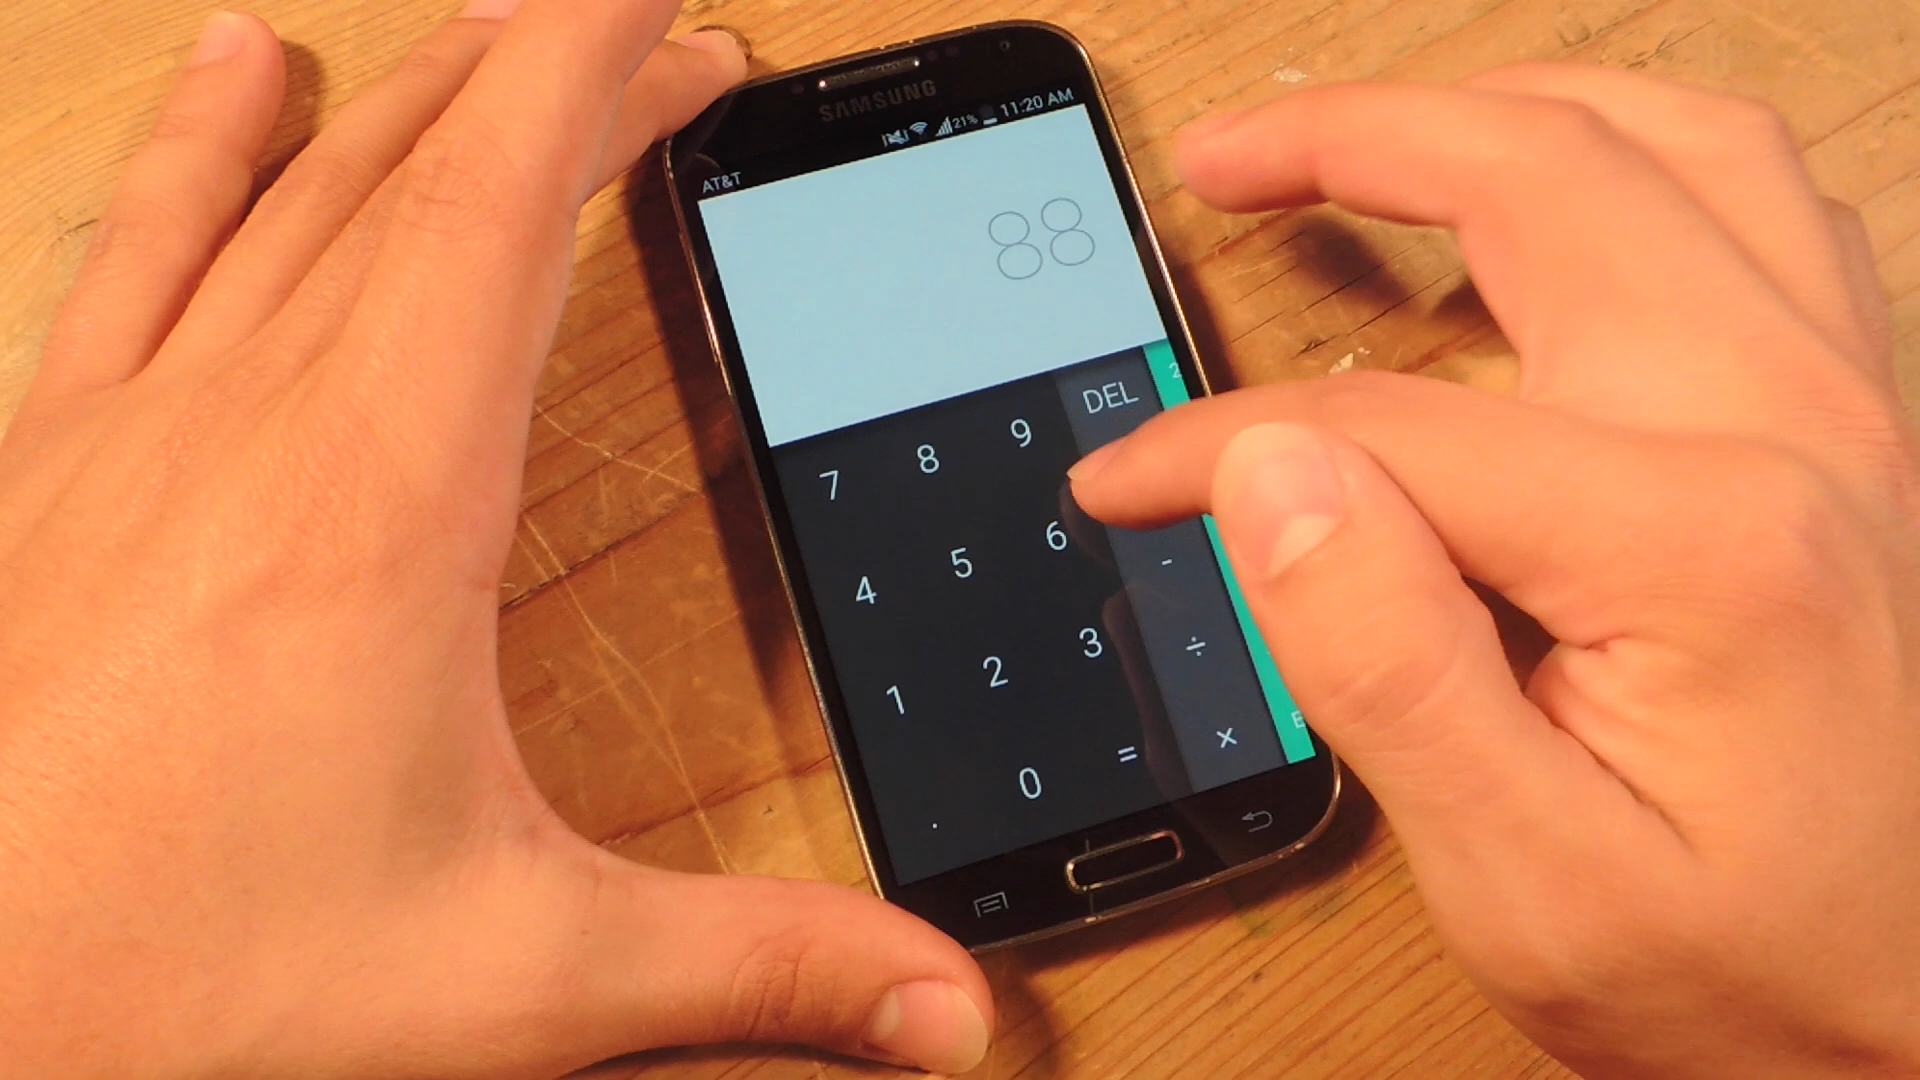 SAMSUNG
21% 11:20 AM
AT&T
88
7 8 9 DEL
4 5 6 -
1 2 3 ÷
. 0 = ×